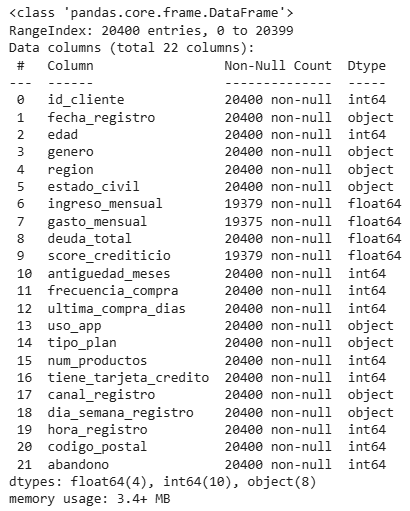 <class 'pandas.core.frame.DataFrame'>
RangeIndex: 20400 entries, 0 to 20399
Data columns (total 22 columns):
 #   Column                  Non-Null Count  Dtype
---  ------                  --------------  -----
 0   id_cliente              20400 non-null  int64
 1   fecha_registro          20400 non-null  object
 2   edad                    20400 non-null  int64
 3   genero                  20400 non-null  object
 4   region                  20400 non-null  object
 5   estado_civil            20400 non-null  object
 6   ingreso_mensual         19379 non-null  float64
 7   gasto_mensual           19375 non-null  float64
 8   deuda_total             20400 non-null  float64
 9   score_crediticio        19379 non-null  float64
 10  antiguedad_meses        20400 non-null  int64
 11  frecuencia_compra       20400 non-null  int64
 12  ultima_compra_dias      20400 non-null  int64
 13  uso_app                 20400 non-null  object
 14  tipo_plan               20400 non-null  object
 15  num_productos           20400 non-null  int64
 16  tiene_tarjeta_credito   20400 non-null  int64
 17  canal_registro          20400 non-null  object
 18  dia_semana_registro     20400 non-null  object
 19  hora_registro           20400 non-null  int64
 20  codigo_postal           20400 non-null  int64
 21  abandono                20400 non-null  int64
dtypes: float64(4), int64(10), object(8)
memory usage: 3.4+ MB